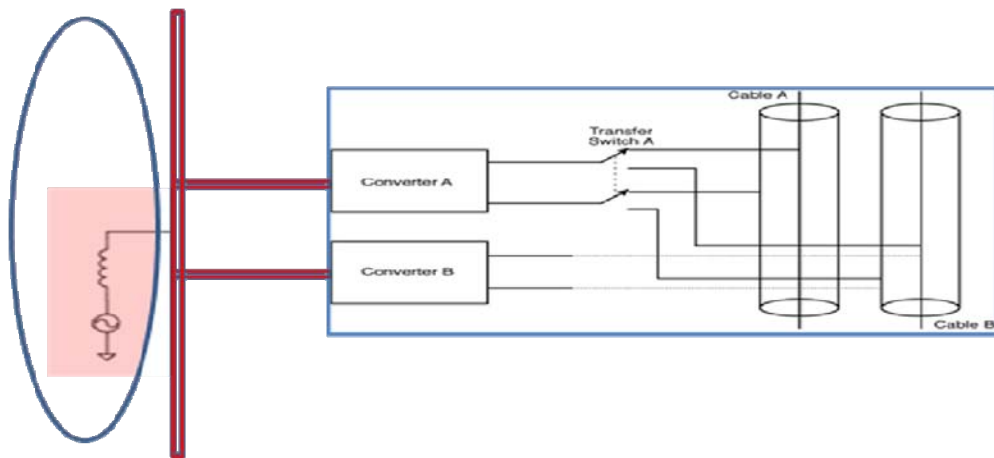 Cable A
Transfer
Switch A
Converter A
Converter B
Cable B